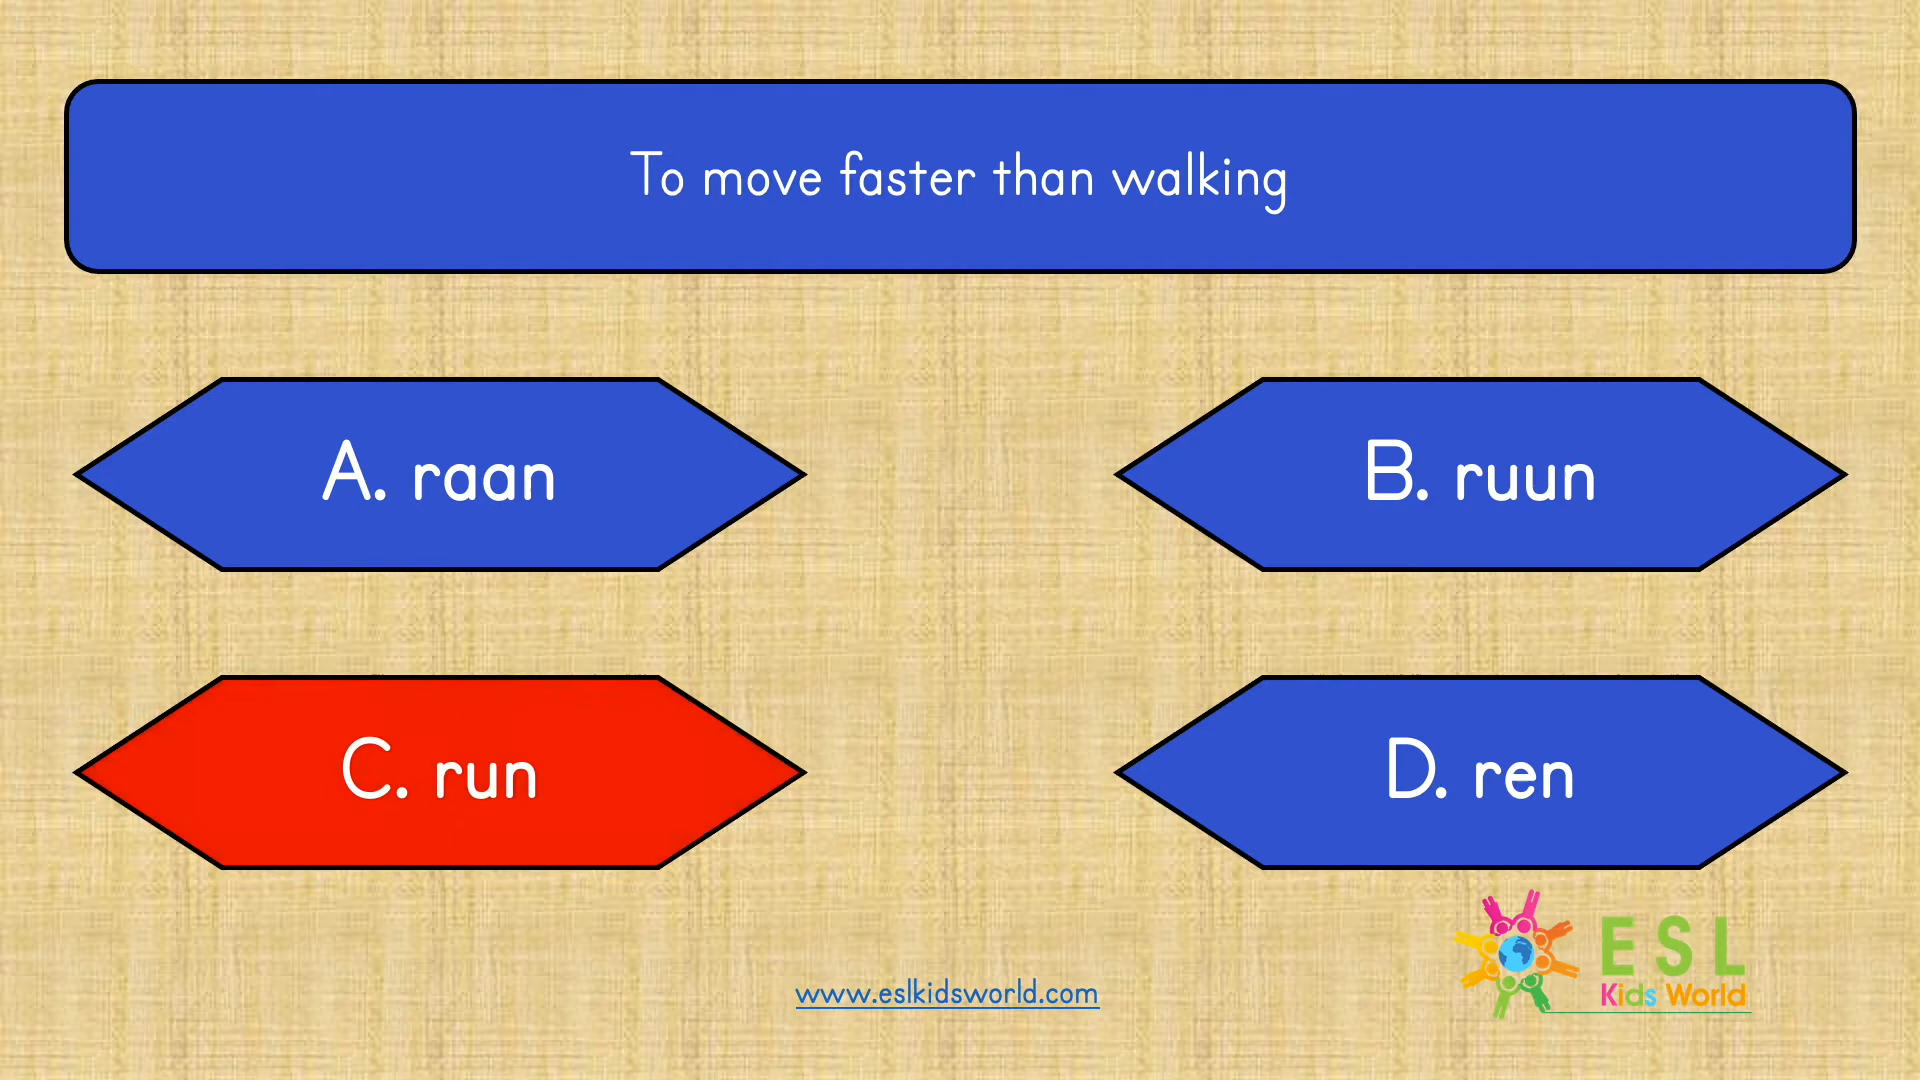 To move faster than walking
A. raan
B. ruun
C. run
D. ren
www.eslkidsworld.com
ESL
Kids World